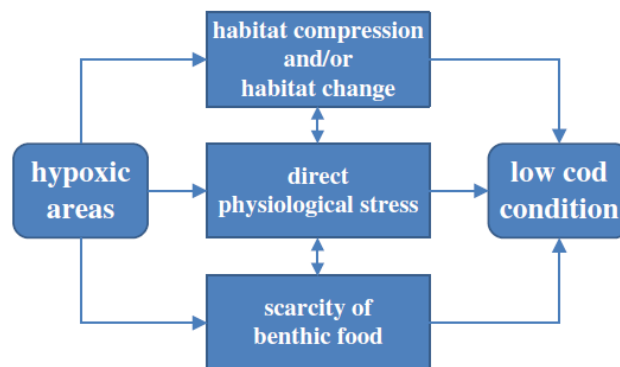 habitat compression
and/or
habitat change
hypoxic
areas
direct
physiological stress
low cod
condition
scarcity of
benthic food